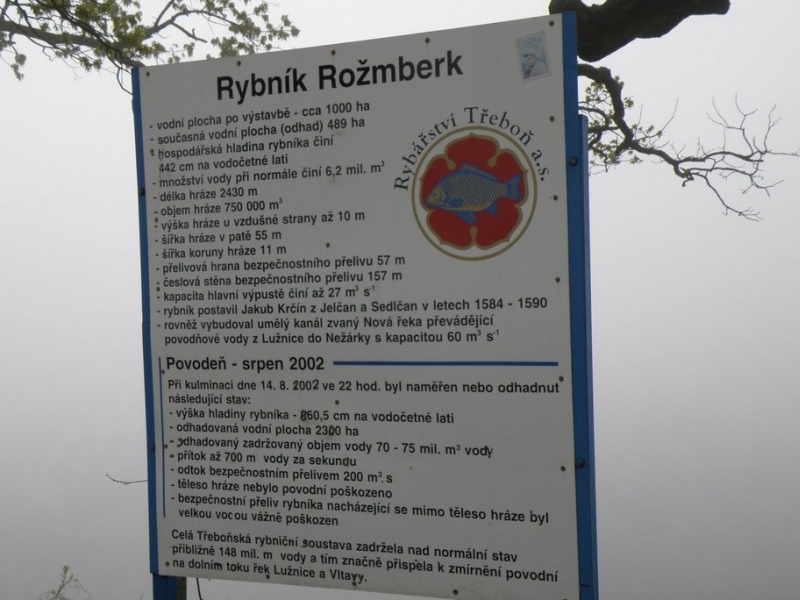 Rybník Rožmberk
Rybářství Třeboň a.s.
- vodní plocha po výstavbě - cca 1000 ha
- současná vodní plocha (odhad) 489 ha
- hospodářská hladina rybníka činí
442 cm na vodočetné lati
- množství vody při normále činí 6,2 mil. m³
- délka hráze 2430 m
- objem hráze 750 000 m³
- výška hráze u vzdušné strany až 10 m
- šířka hráze v patě 55 m
- šířka koruny hráze 11 m
- přelivová hrana bezpečnostního přelivu 57 m
- česlová stěna bezpečnostního přelivu 157 m
- kapacita hlavní výpustě činí až 27 m³ s⁻¹
- rybník postavil Jakub Krčín z Jelčan a Sedlčan v letech 1584 - 1590
- rovněž vybudoval umělý kanál zvaný Nová řeka převádějící
povodňové vody z Lužnice do Nežárky s kapacitou 60 m³ s⁻¹
Povodeň - srpen 2002
Při kulminaci dne 14. 8. 2002 ve 22 hod. byl naměřen nebo odhadnut
následující stav:
- výška hladiny rybníka - 860,5 cm na vodočetné lati
- odhadovaná vodní plocha 2300 ha
- odhadovaný zadržovaný objem vody 70 - 75 mil. m³ vody
- přítok až 700 m³ vody za sekundu
- odtok bezpečnostním přelivem 200 m³. s
- těleso hráze nebylo povodní poškozeno
- bezpečnostní přeliv rybníka nacházející se mimo těleso hráze byl
velkou vodou vážně poškozen
Celá Třeboňská rybniční soustava zadržela nad normální stav
přibližně 148 mil. m vody a tím značně přispěla k zmírnění povodní
na dolním toku řek Lužnice a Vltavy.